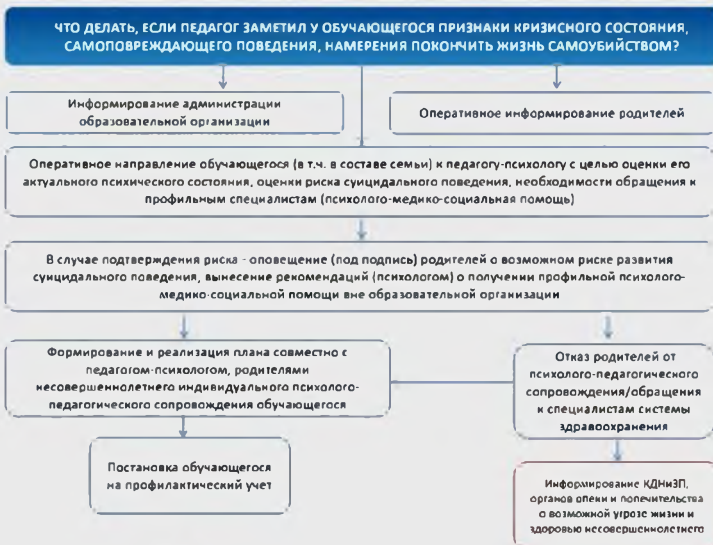 ЧТО ДЕЛАТЬ, ЕСЛИ ПЕДАГОГ ЗАМЕТИЛ У ОБУЧАЮЩЕГОСЯ ПРИЗНАКИ КРИЗИСНОГО СОСТОЯНИЯ,
САМОПОВРЕЖДАЮЩЕГО ПОВЕДЕНИЯ, НАМЕРЕНИЯ ПОКОНЧИТЬ ЖИЗНЬ САМОУБИЙСТВОМ?
Информирование администрации
образовательной организации
Оперативное информирование родителей
Оперативное направление обучающегося (в т.ч. в составе семьи) к педагогу-психологу с целью оценки его
актуального психического состояния, оценки риска суицидального поведения, необходимости обращения к
профильным специалистам (психолого-медико-социальная помощь)
В случае подтверждения риска - оповещение (под подпись) родителей о возможном риске развития
суицидального поведения, вынесение рекомендаций (психологом) о получении профильной психолого-
медико-социальной помощи вне образовательной организации
Формирование и реализация плана совместно с
педагогом-психологом, родителями
несовершеннолетнего индивидуального психолого-
педагогического сопровождения обучающегося
Отказ родителей от
психолого-педагогического
сопровождения/обращения
к специалистам системы
здравоохранения
Постановка обучающегося
на профилактический учет
Информирование КДНиЗП,
органов опеки и попечительства
о возможной угрозе жизни и
здоровью несовершеннолетнего